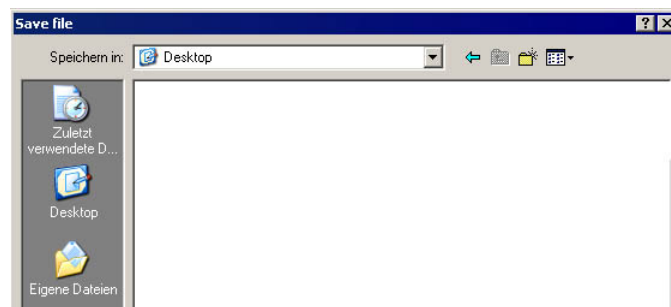 Save file
Speichern in: Desktop
Zuletzt
verwendete D...
Desktop
Eigene Dateien